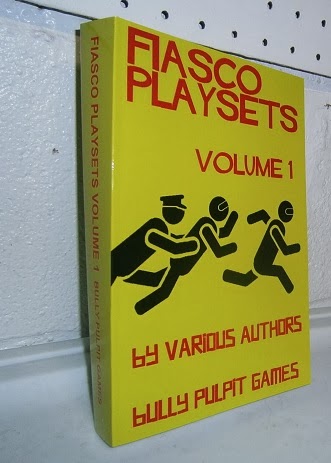 FIASCO
PLAYSETS
VOLUME 1
by VARIOUS AUTHORS
bULLY PULPIT GAMES
FIASCO PLAYSETS VOLUME 1 BULLY PULPIT GAMES